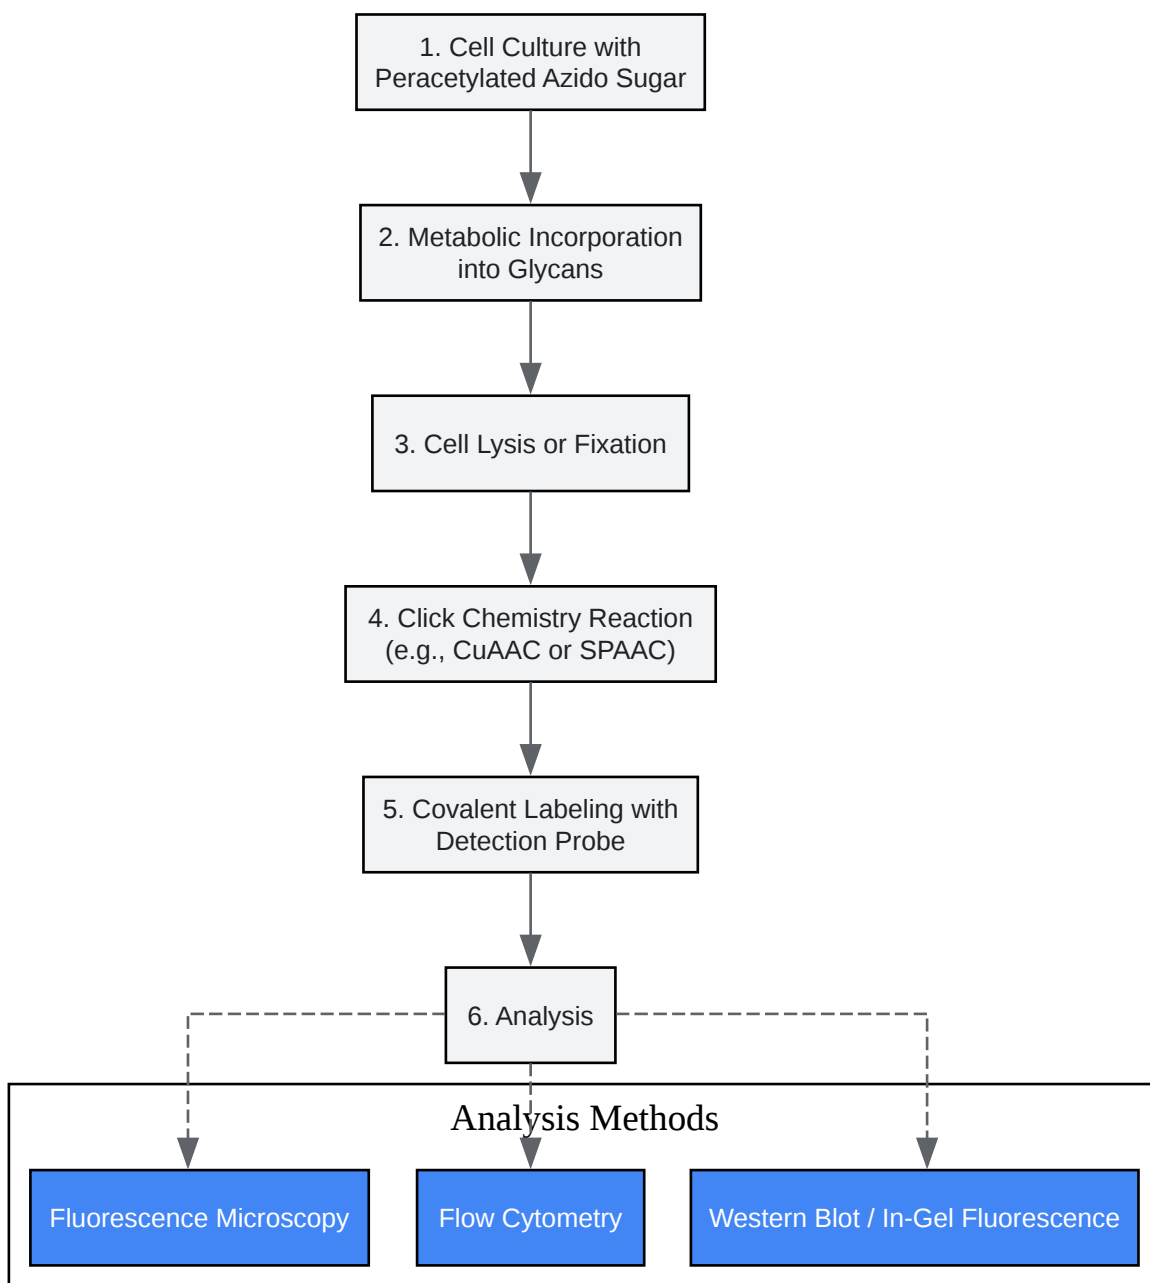 1. Cell Culture with
Peracetylated Azido Sugar
2. Metabolic Incorporation
into Glycans
3. Cell Lysis or Fixation
4. Click Chemistry Reaction
(e.g., CuAAC or SPAAC)
5. Covalent Labeling with
Detection Probe
6. Analysis
Analysis Methods
Fluorescence Microscopy
Flow Cytometry
Western Blot / In-Gel Fluorescence